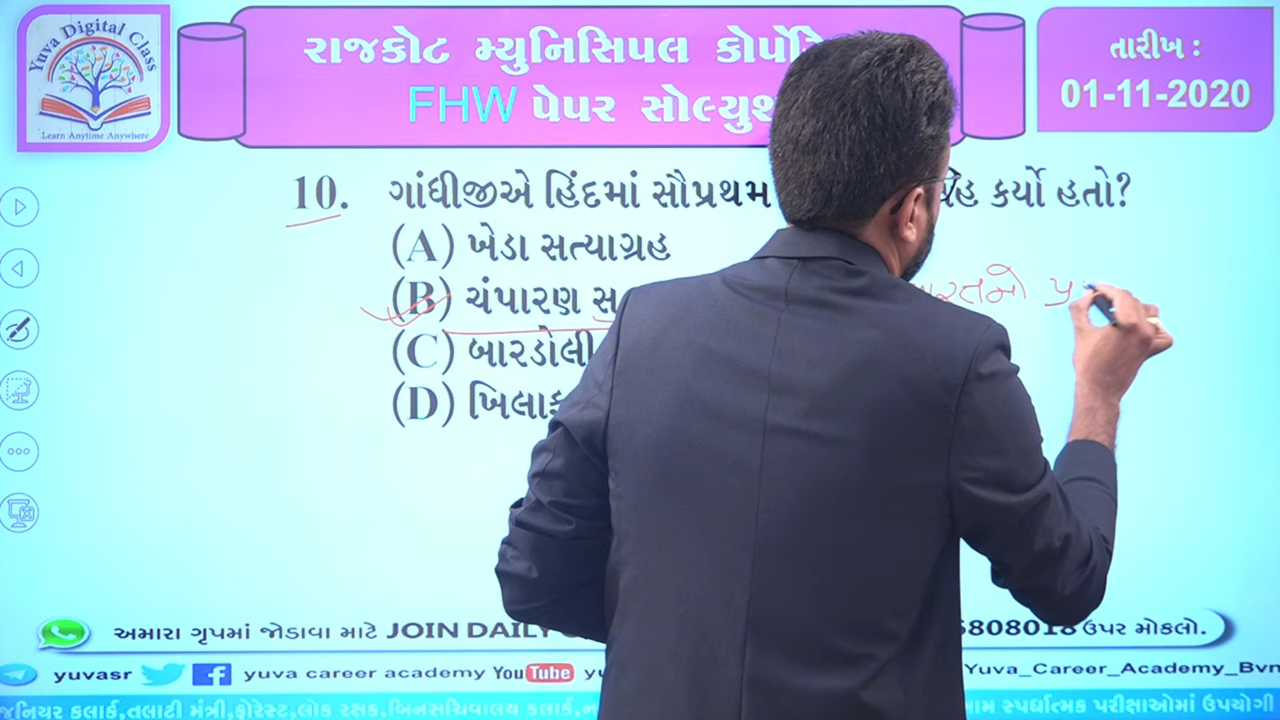 Yuva Digital Class
Learn Anytime Anywhere
રાજકોટ મ્યુનિસિપલ
FHW પેપર
તારીખ :
01-11-2020
10. ગાંધીજીએ હિંદમાં સૌપ્રથમ કર્યો હતો?
(A) ખેડા સત્યાગ્રહ
(B) ચંપારણ
(C) બારડોલી
(D)
અમારા ગૃપમાં જોડાવા માટે JOIN DAILY ઉપર મોકલો.
yuvasr yuva career academy YouTube Yuva_Career_Academy_Bvn
જુનિયર કલાર્ક,તલાટી મંત્રી,ફોરેસ્ટ,લોક રક્ષક,બિનસચિવાલય કલાર્ક, સ્પર્ધાત્મક પરીક્ષાઓમાં ઉપયોગી